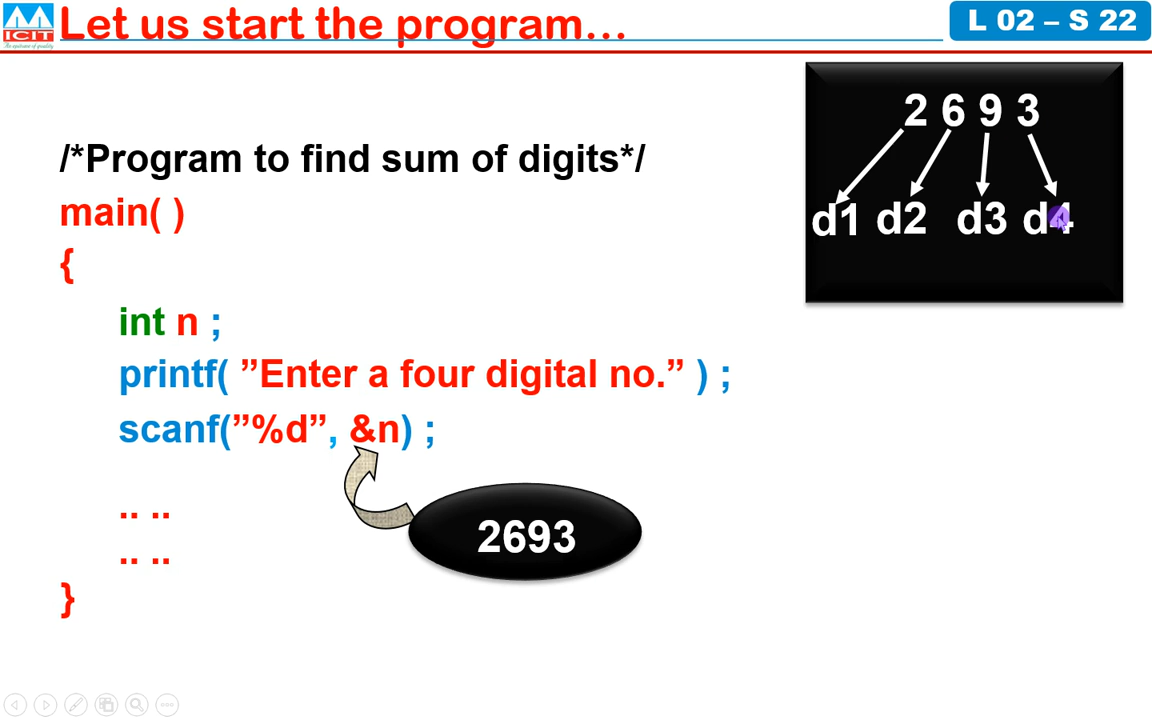 ICIT
Let us start the program...
L 02 – S 22
2 6 9 3
d1 d2 d3 d4
/*Program to find sum of digits*/
main( )
{
int n ;
printf( ”Enter a four digital no.” ) ;
scanf(”%d”, &n) ;
2693
.. ..
.. ..
}